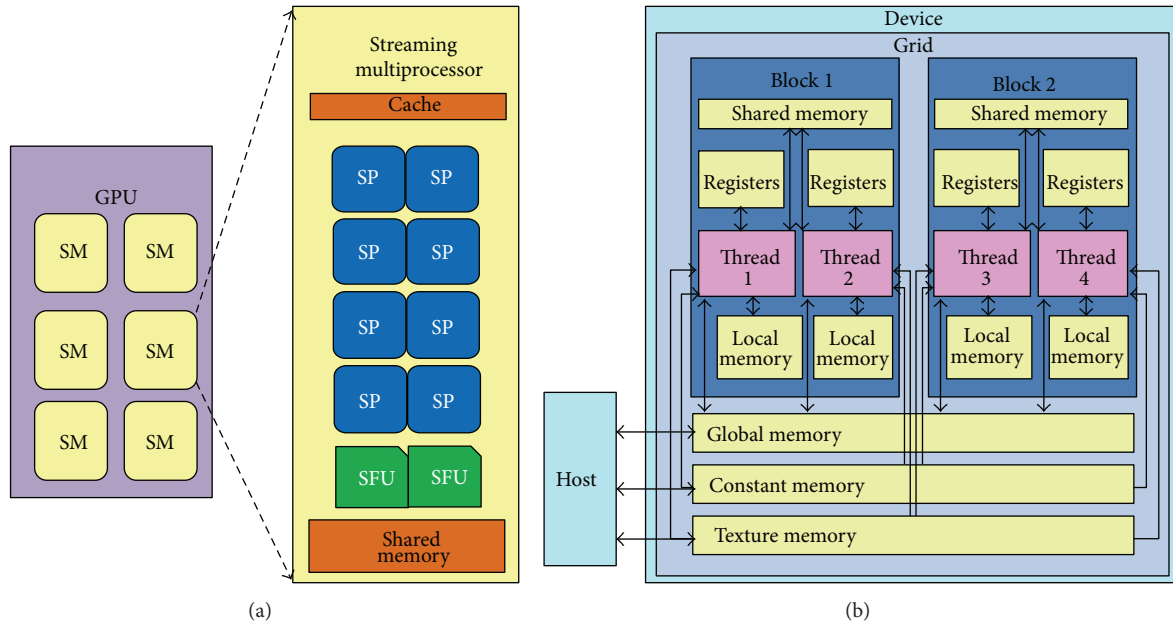 GPU
SM SM
SM SM
SM SM
Streaming
multiprocessor
Cache
SP SP
SP SP
SP SP
SP SP
SFU SFU
Shared
memory
(a)
Device
Grid
Block 1
Shared memory
Registers Registers
Thread
1
Thread
2
Local
memory
Local
memory
Block 2
Shared memory
Registers Registers
Thread
3
Thread
4
Local
memory
Local
memory
Host
Global memory
Constant memory
Texture memory
(b)